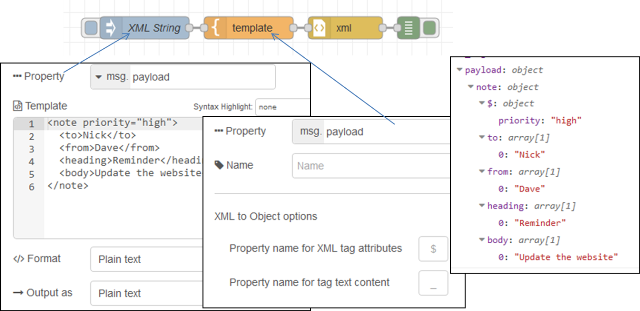 XML String
template
xml
Property
msg. payload
Template
Syntax Highlight: none
1 <note priority="high">
2 <to>Nick</to>
3 <from>Dave</from>
4 <heading>Reminder</headin
5 <body>Update the website
6 </note>
Format
Plain text
Output as
Plain text
Property
msg. payload
Name
Name
XML to Object options
Property name for XML tag attributes
$
Property name for tag text content
_
payload: object
note: object
$: object
priority: "high"
to: array[1]
0: "Nick"
from: array[1]
0: "Dave"
heading: array[1]
0: "Reminder"
body: array[1]
0: "Update the website"